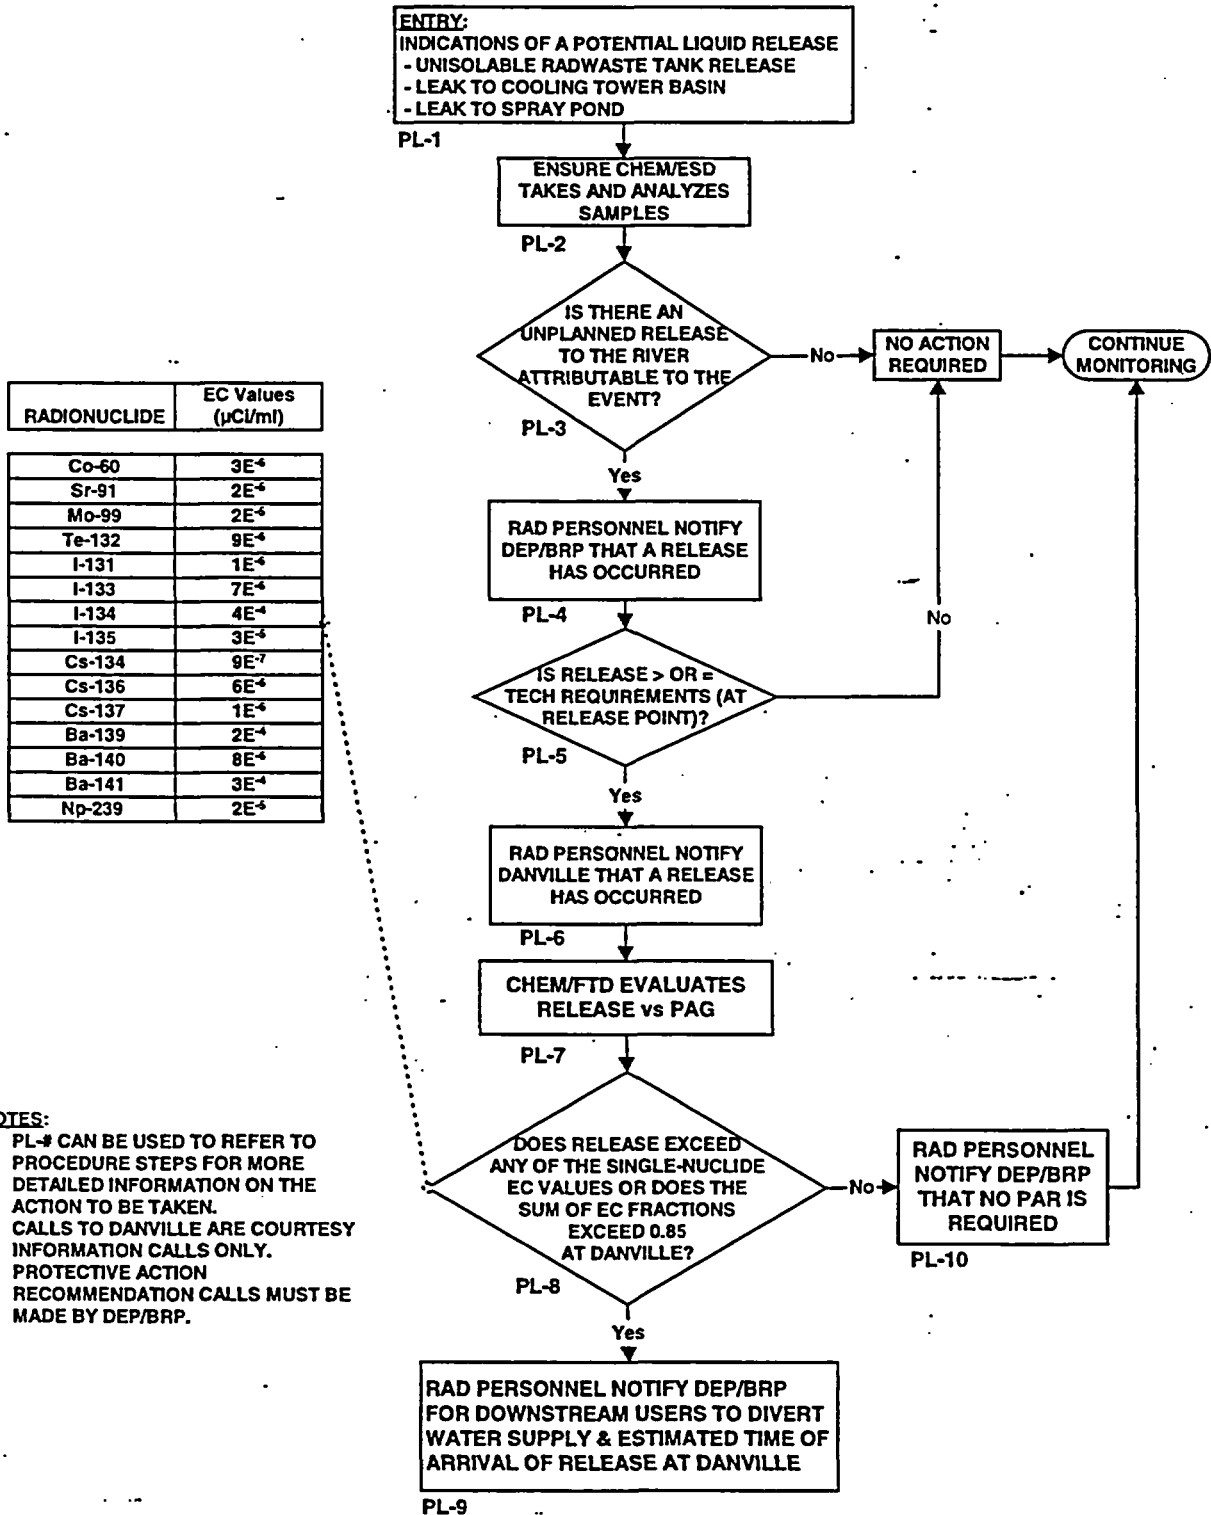 ENTRY:
INDICATIONS OF A POTENTIAL LIQUID RELEASE
- UNISOLABLE RADWASTE TANK RELEASE
- LEAK TO COOLING TOWER BASIN
- LEAK TO SPRAY POND
PL-1
ENSURE CHEM/ESD
TAKES AND ANALYZES
SAMPLES
PL-2
IS THERE AN
UNPLANNED RELEASE
TO THE RIVER
ATTRIBUTABLE TO THE
EVENT?
PL-3
No
NO ACTION
REQUIRED
CONTINUE
MONITORING
Yes
RAD PERSONNEL NOTIFY
DEP/BRP THAT A RELEASE
HAS OCCURRED
PL-4
IS RELEASE > OR =
TECH REQUIREMENTS (AT
RELEASE POINT)?
PL-5
No
Yes
RAD PERSONNEL NOTIFY
DANVILLE THAT A RELEASE
HAS OCCURRED
PL-6
CHEM/FTD EVALUATES
RELEASE vs PAG
PL-7
DOES RELEASE EXCEED
ANY OF THE SINGLE-NUCLIDE
EC VALUES OR DOES THE
SUM OF EC FRACTIONS
EXCEED 0.85
AT DANVILLE?
PL-8
No
RAD PERSONNEL
NOTIFY DEP/BRP
THAT NO PAR IS
REQUIRED
PL-10
Yes
RAD PERSONNEL NOTIFY DEP/BRP
FOR DOWNSTREAM USERS TO DIVERT
WATER SUPPLY & ESTIMATED TIME OF
ARRIVAL OF RELEASE AT DANVILLE
PL-9
RADIONUCLIDE EC Values (µCi/ml)
Co-60
Sr-91
Mo-99
Te-132
I-131
I-133
I-134 4E-4
I-135
Cs-134 9E-7
Cs-136
Cs-137
Ba-139 2E-4
Ba-140
Ba-141 3E-4
Np-239
OTES:
PL-# CAN BE USED TO REFER TO
PROCEDURE STEPS FOR MORE
DETAILED INFORMATION ON THE
ACTION TO BE TAKEN.
CALLS TO DANVILLE ARE COURTESY
INFORMATION CALLS ONLY.
PROTECTIVE ACTION
RECOMMENDATION CALLS MUST BE
MADE BY DEP/BRP.